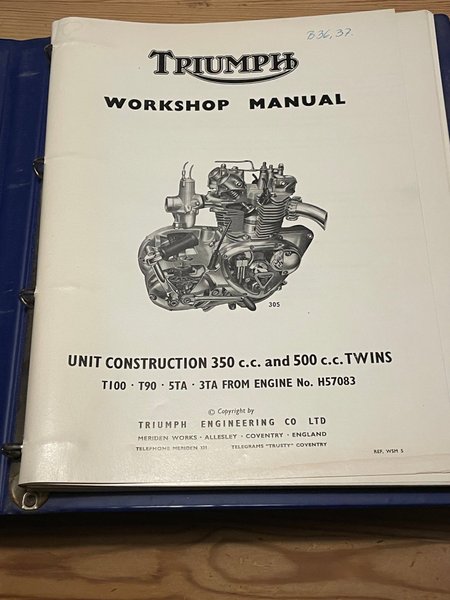 B36, 37.
TRIUMPH
WORKSHOP MANUAL
305
UNIT CONSTRUCTION 350 c.c. and 500 c.c. TWINS
T100 · T90 · 5TA · 3TA FROM ENGINE No. H57083
© Copyright by
TRIUMPH ENGINEERING CO LTD
MERIDEN WORKS · ALLESLEY · COVENTRY · ENGLAND
TELEPHONE MERIDEN 331 TELEGRAMS "TRUSTY" COVENTRY
REF. WSM 5